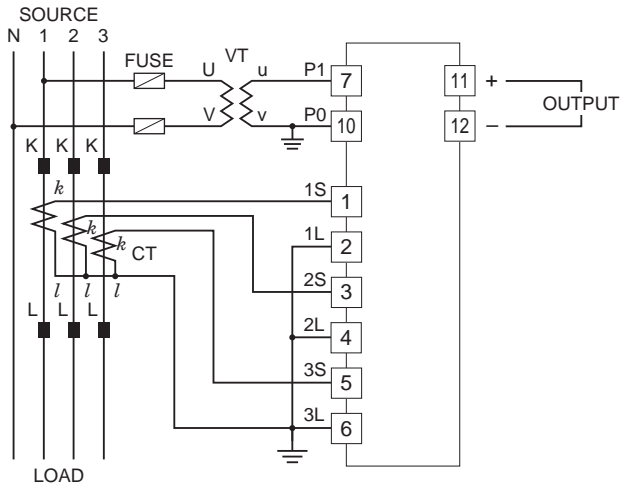 SOURCE
N 1 2 3
FUSE
VT
U u P1 7
11 +
OUTPUT
V v P0 10
12 −
K K K
k
1S 1
k
k CT
1L 2
l l l
2S 3
L L L
2L 4
3S 5
3L 6
LOAD